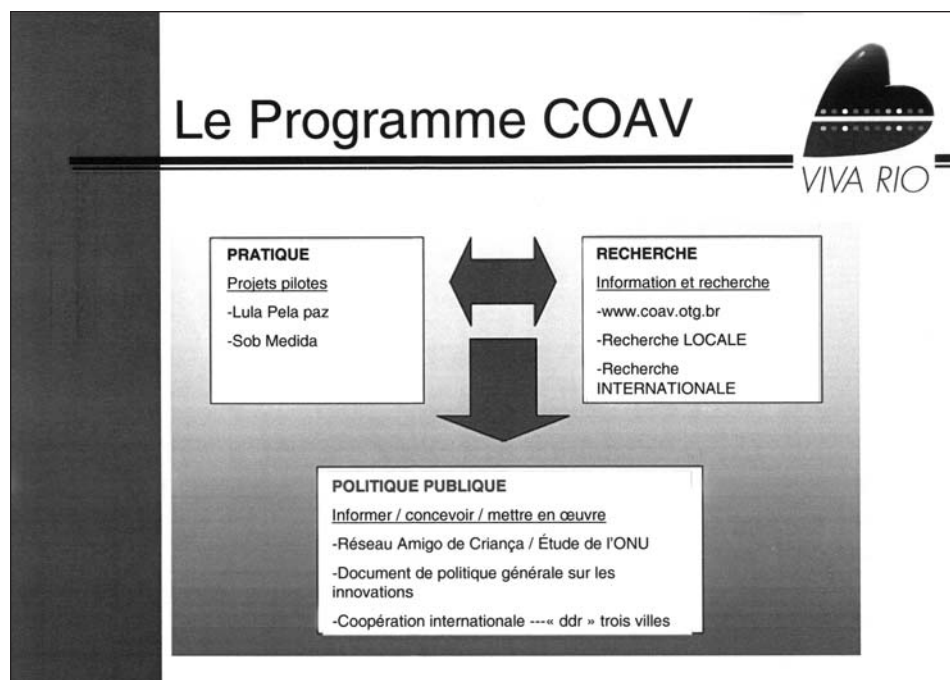 Le Programme COAV
VIVA RIO
PRATIQUE
Projets pilotes
-Lula Pela paz
-Sob Medida
RECHERCHE
Information et recherche
-www.coav.otg.br
-Recherche LOCALE
-Recherche
INTERNATIONALE
POLITIQUE PUBLIQUE
Informer / concevoir / mettre en œuvre
-Réseau Amigo de Criança / Étude de l'ONU
-Document de politique générale sur les
innovations
-Coopération internationale ---« ddr » trois villes